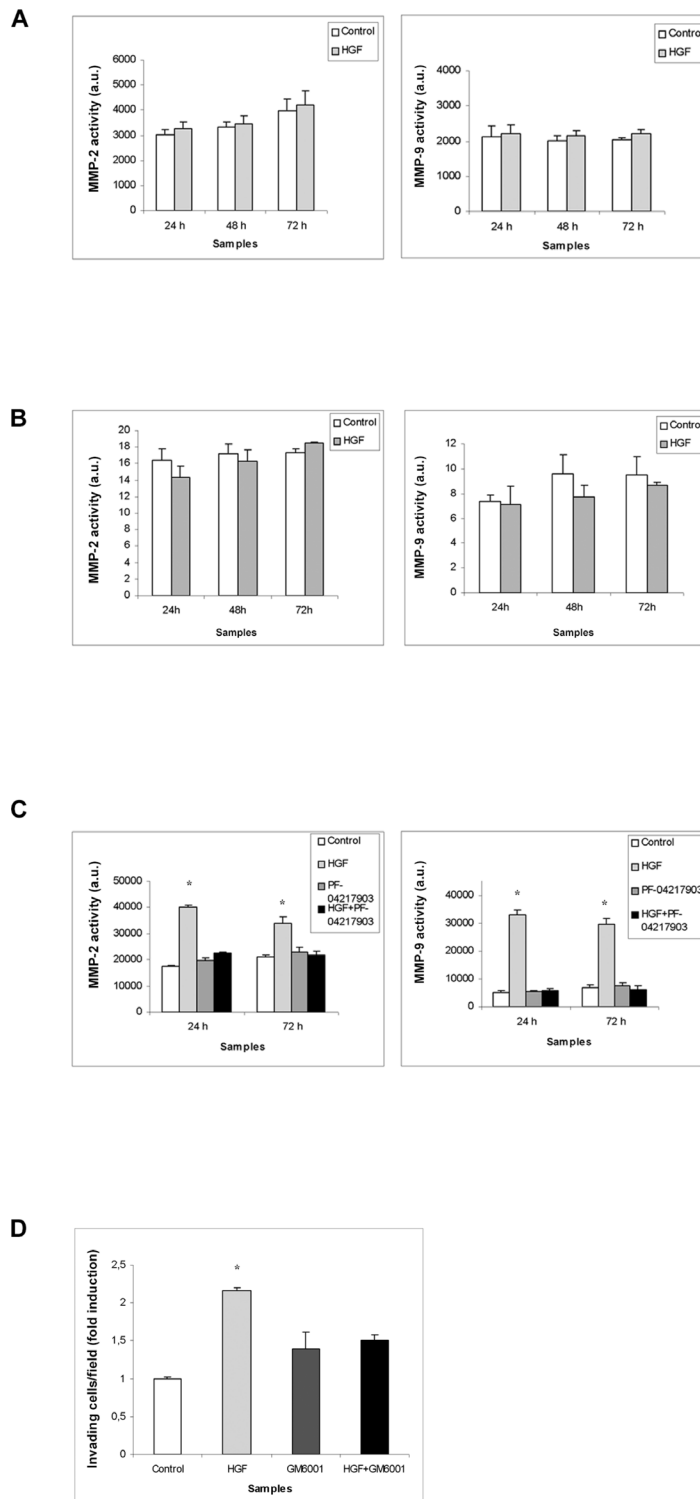 A
Control
HGF
MMP-2 activity (a.u.)
6000
5000
4000
3000
2000
1000
0
24 h
48 h
72 h
Samples
Control
HGF
MMP-9 activity (a.u.)
4000
3000
2000
1000
0
24 h
48 h
72 h
Samples
B
Control
HGF
MMP-2 activity (a.u.)
20
18
16
14
12
10
8
6
4
2
0
24h
48h
72h
Samples
Control
HGF
MMP-9 activity (a.u.)
12
10
8
6
4
2
0
24h
48h
72h
Samples
C
Control
HGF
PF-
04217903
HGF+PF-
04217903
MMP-2 activity (a.u.)
50000
40000
30000
20000
10000
0
*
*
24 h
72 h
Samples
Control
HGF
PF-04217903
HGF+PF-
04217903
MMP-9 activity (a.u.)
40000
30000
20000
10000
0
*
*
24 h
72 h
Samples
D
Invading cells/field (fold induction)
2,5
2
1,5
1
0,5
0
*
Control
HGF
GM6001
HGF+GM6001
Samples